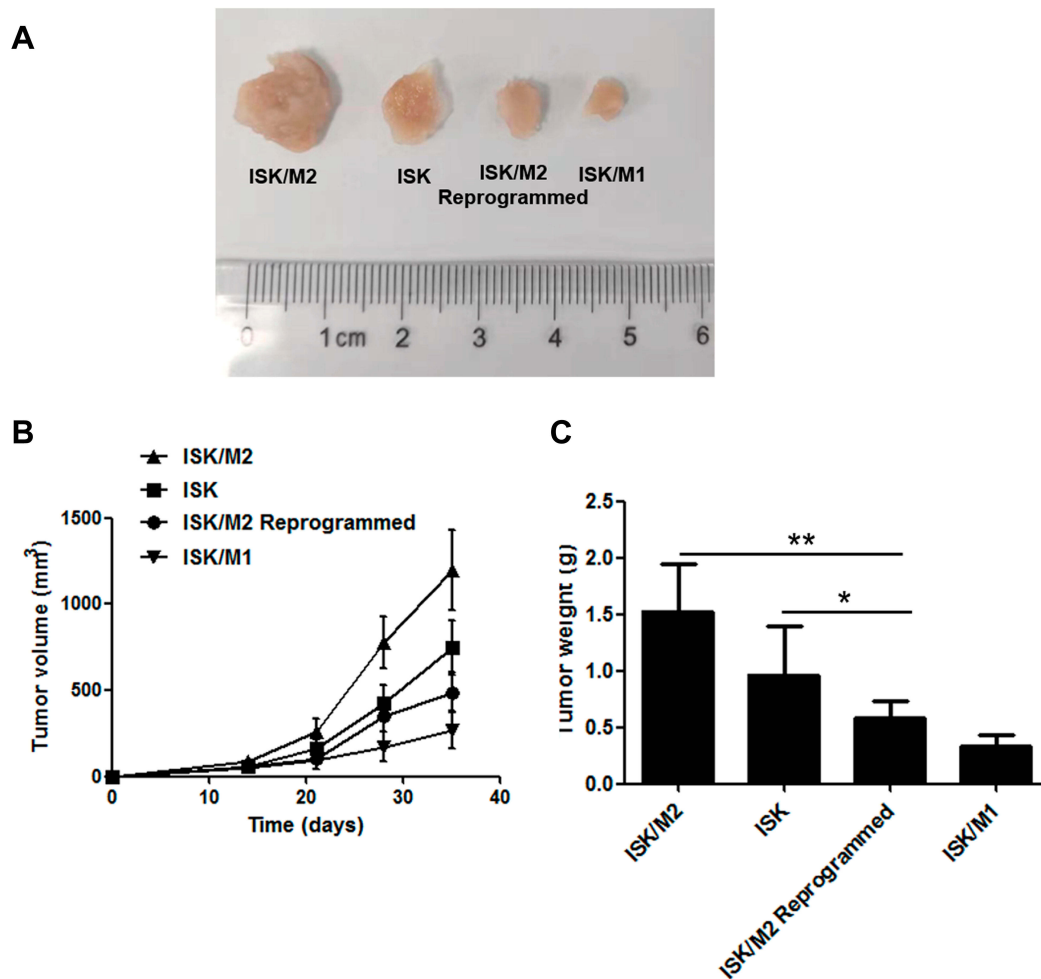 A
ISK/M2
ISK
ISK/M2
Reprogrammed
ISK/M1
0 1cm 2 3 4 5 6
B
ISK/M2
ISK
ISK/M2 Reprogrammed
ISK/M1
Tumor volume (mm³)
1500
1000
500
0
0 10 20 30 40
Time (days)
C
Tumor weight (g)
2.5
2.0
1.5
1.0
0.5
0.0
**
*
ISK/M2
ISK
ISK/M2 Reprogrammed
ISK/M1